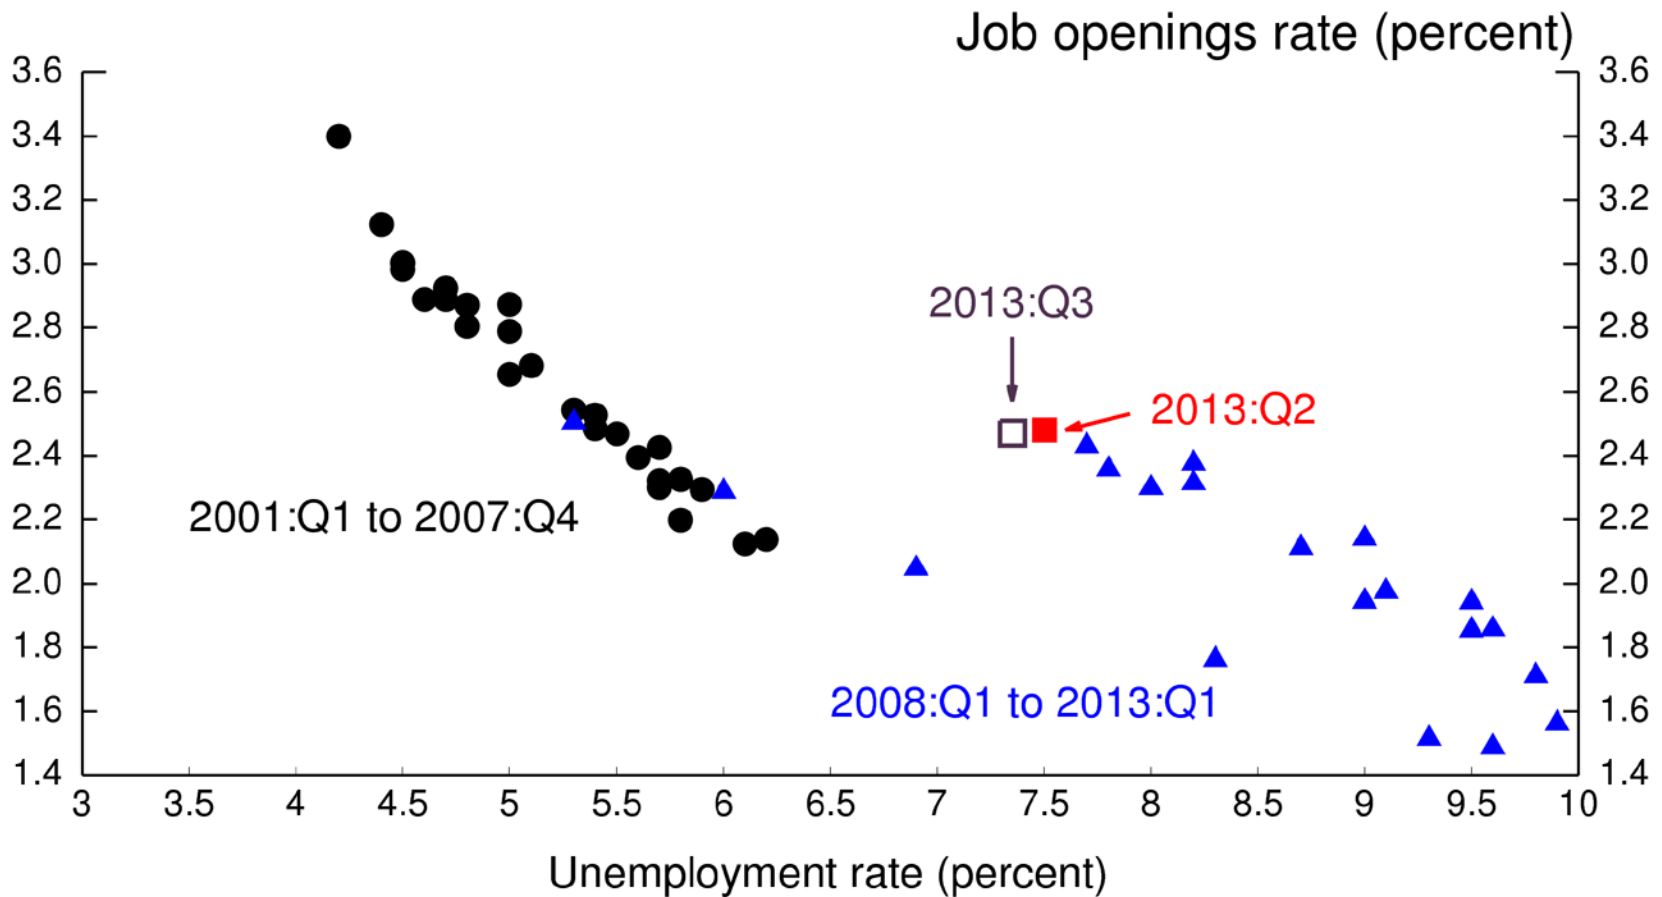 Job openings rate (percent)
3.6 3.6
3.4 3.4
3.2 3.2
3.0 3.0
2013:Q3
2.8 2.8
2.6 2.6
2013:Q2
2.4 2.4
2001:Q1 to 2007:Q4
2.2 2.2
2.0 2.0
1.8 1.8
2008:Q1 to 2013:Q1
1.6 1.6
1.4 1.4
3 3.5 4 4.5 5 5.5 6 6.5 7 7.5 8 8.5 9 9.5 10
Unemployment rate (percent)